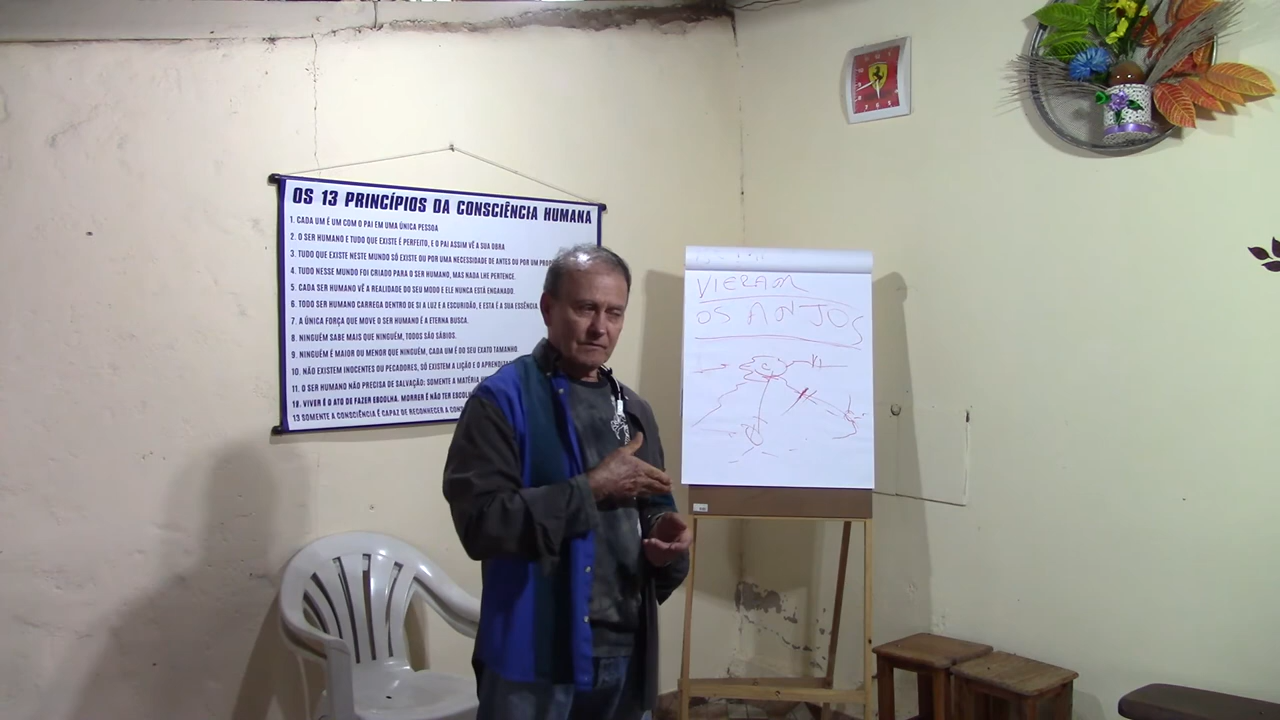 OS 13 PRINCÍPIOS DA CONSCIÊNCIA HUMANA
1. CADA UM É UM COM O PAI EM UMA ÚNICA PESSOA
2. O SER HUMANO E TUDO QUE EXISTE É PERFEITO, E O PAI ASSIM VÊ A SUA OBRA
3. TUDO QUE EXISTE NESTE MUNDO SÓ EXISTE OU POR UMA NECESSIDADE DE ANTES OU POR UM
4. TUDO NESSE MUNDO FOI CRIADO PARA O SER HUMANO, MAS NADA LHE PERTENCE.
5. CADA SER HUMANO VÊ A REALIDADE DO SEU MODO E ELE NUNCA ESTÁ ENGANADO.
6. TODO SER HUMANO CARREGA DENTRO DE SI A LUZ E A ESCURIDÃO, E ESTA É A SUA ESSÊNCIA.
7. A ÚNICA FORÇA QUE MOVE O SER HUMANO É A ETERNA BUSCA.
8. NINGUÉM SABE MAIS QUE NINGUÉM, TODOS SÃO SÁBIOS.
9. NINGUÉM É MAIOR OU MENOR QUE NINGUÉM, CADA UM É DO SEU EXATO TAMANHO.
10. NÃO EXISTEM INOCENTES OU PECADORES, SÓ EXISTEM A LIÇÃO E O
11. O SER HUMANO NÃO PRECISA DE SALVAÇÃO: SOMENTE A MATÉRIA
12. VIVER É O ATO DE FAZER ESCOLHA. MORRER É NÃO TER
13 SOMENTE A CONSCIÊNCIA É CAPAZ DE RECONHECER A
VIERAM
OS ANJOS